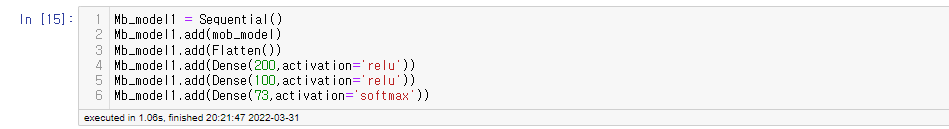 In [15]:
1 Mb_model1 = Sequential()
2 Mb_model1.add(mob_model)
3 Mb_model1.add(Flatten())
4 Mb_model1.add(Dense(200,activation='relu'))
5 Mb_model1.add(Dense(100,activation='relu'))
6 Mb_model1.add(Dense(73,activation='softmax'))
executed in 1.06s, finished 20:21:47 2022-03-31